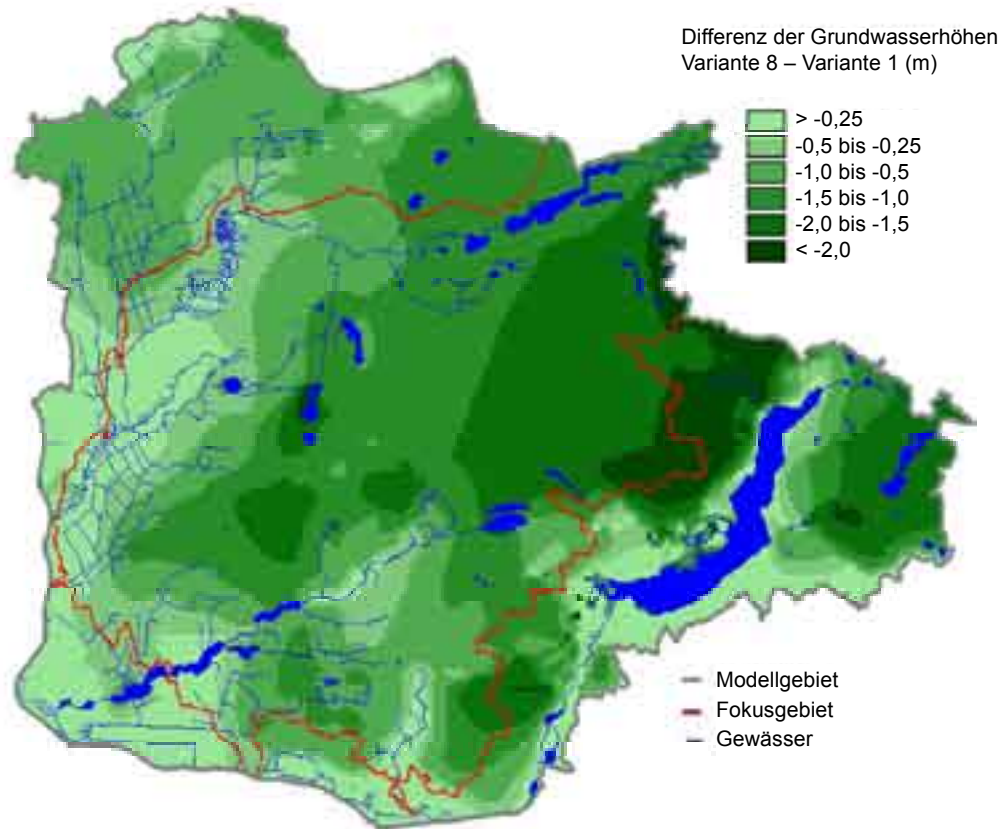 Differenz der Grundwasserhöhen
Variante 8 – Variante 1 (m)
> -0,25
-0,5 bis -0,25
-1,0 bis -0,5
-1,5 bis -1,0
-2,0 bis -1,5
< -2,0
Modellgebiet
Fokusgebiet
Gewässer